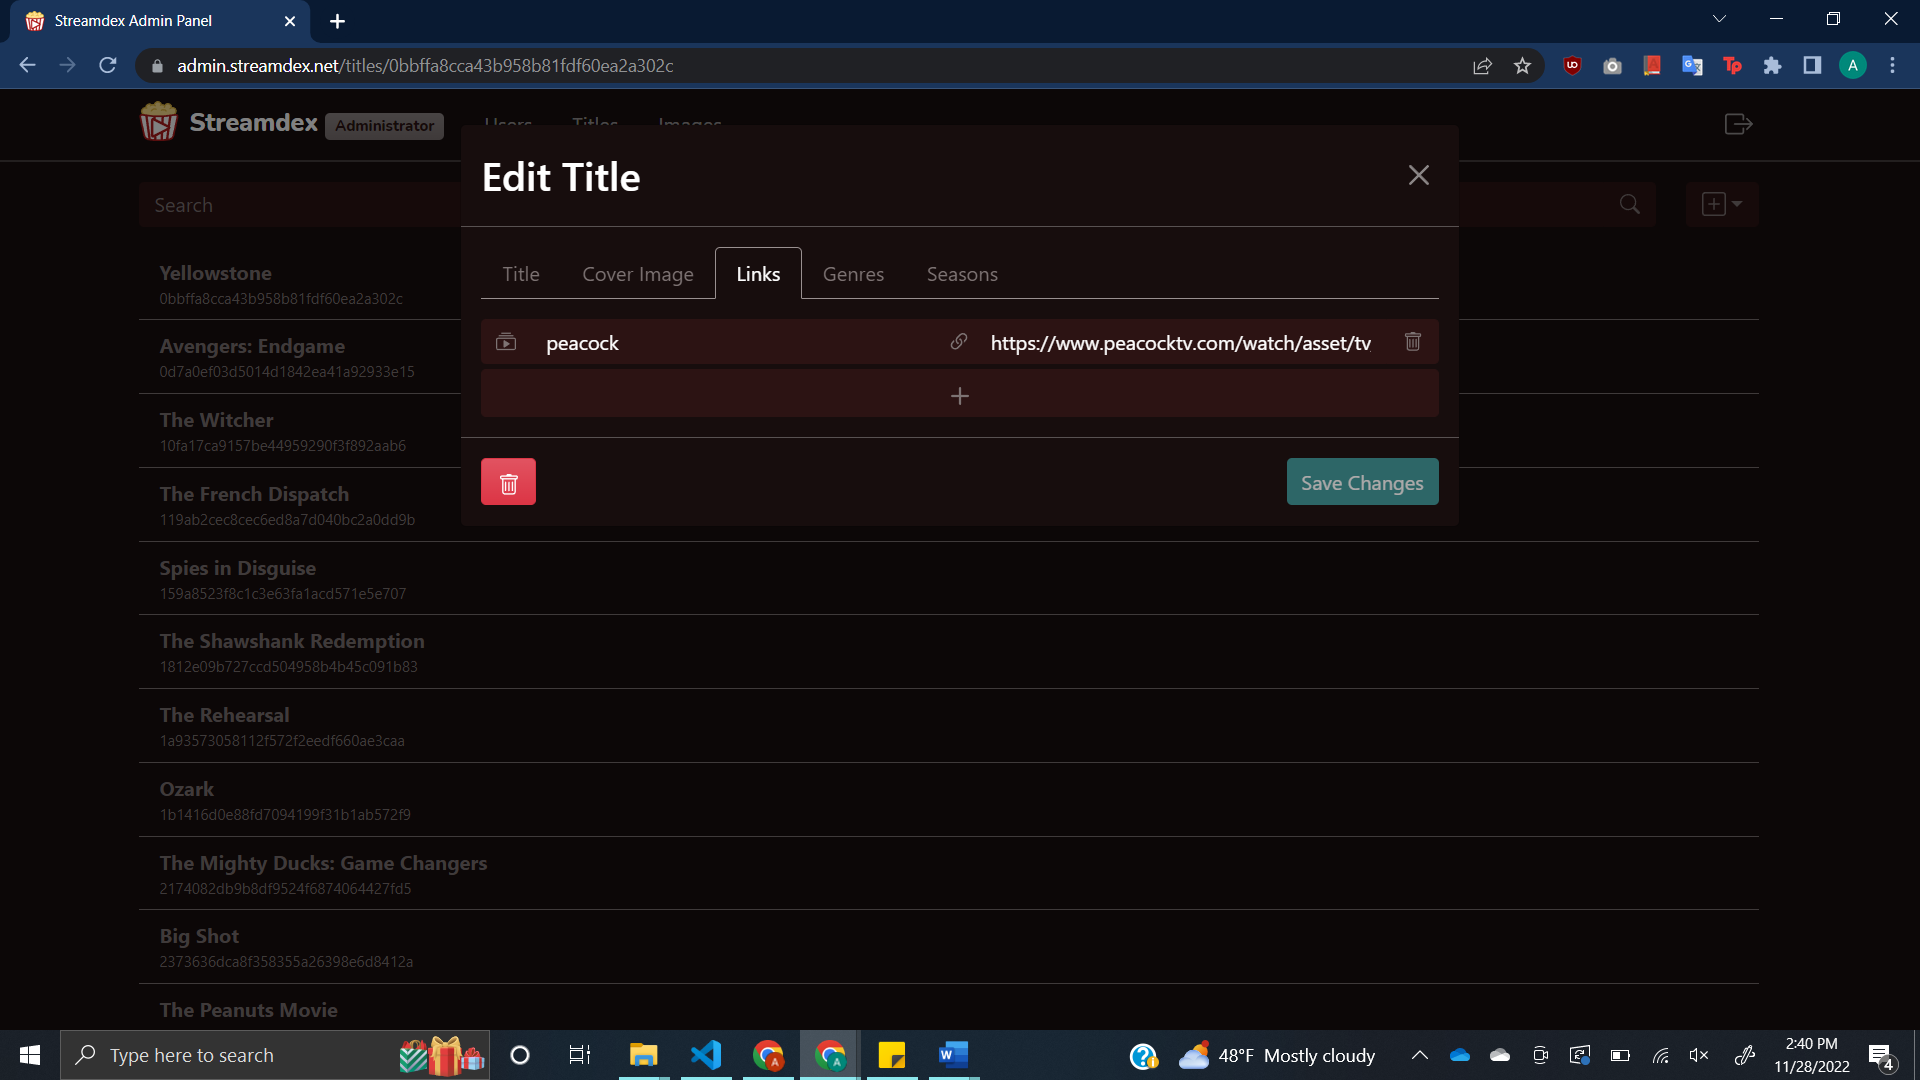 Streamdex Admin Panel
admin.streamdex.net/titles/0bbffa8cca43b958b81fdf60ea2a302c
Streamdex Administrator Users Titles Images
Edit Title
Search
Title Cover Image Links Genres Seasons
Yellowstone
0bbffa8cca43b958b81fdf60ea2a302c
peacock https://www.peacocktv.com/watch/asset/tv
Avengers: Endgame
0d7a0ef03d5014d1842ea41a92933e15
The Witcher
10fa17ca9157be44959290f3f892aab6
Save Changes
The French Dispatch
119ab2cec8cec6ed8a7d040bc2a0dd9b
Spies in Disguise
159a8523f8c1c3e63fa1acd571e5e707
The Shawshank Redemption
1812e09b727ccd504958b4b45c091b83
The Rehearsal
1a93573058112f572f2eedf660ae3caa
Ozark
1b1416d0e88fd7094199f31b1ab572f9
The Mighty Ducks: Game Changers
2174082db9b8df9524f6874064427fd5
Big Shot
2373636dca8f358355a26398e6d8412a
The Peanuts Movie
Type here to search
48°F Mostly cloudy
2:40 PM
11/28/2022
4